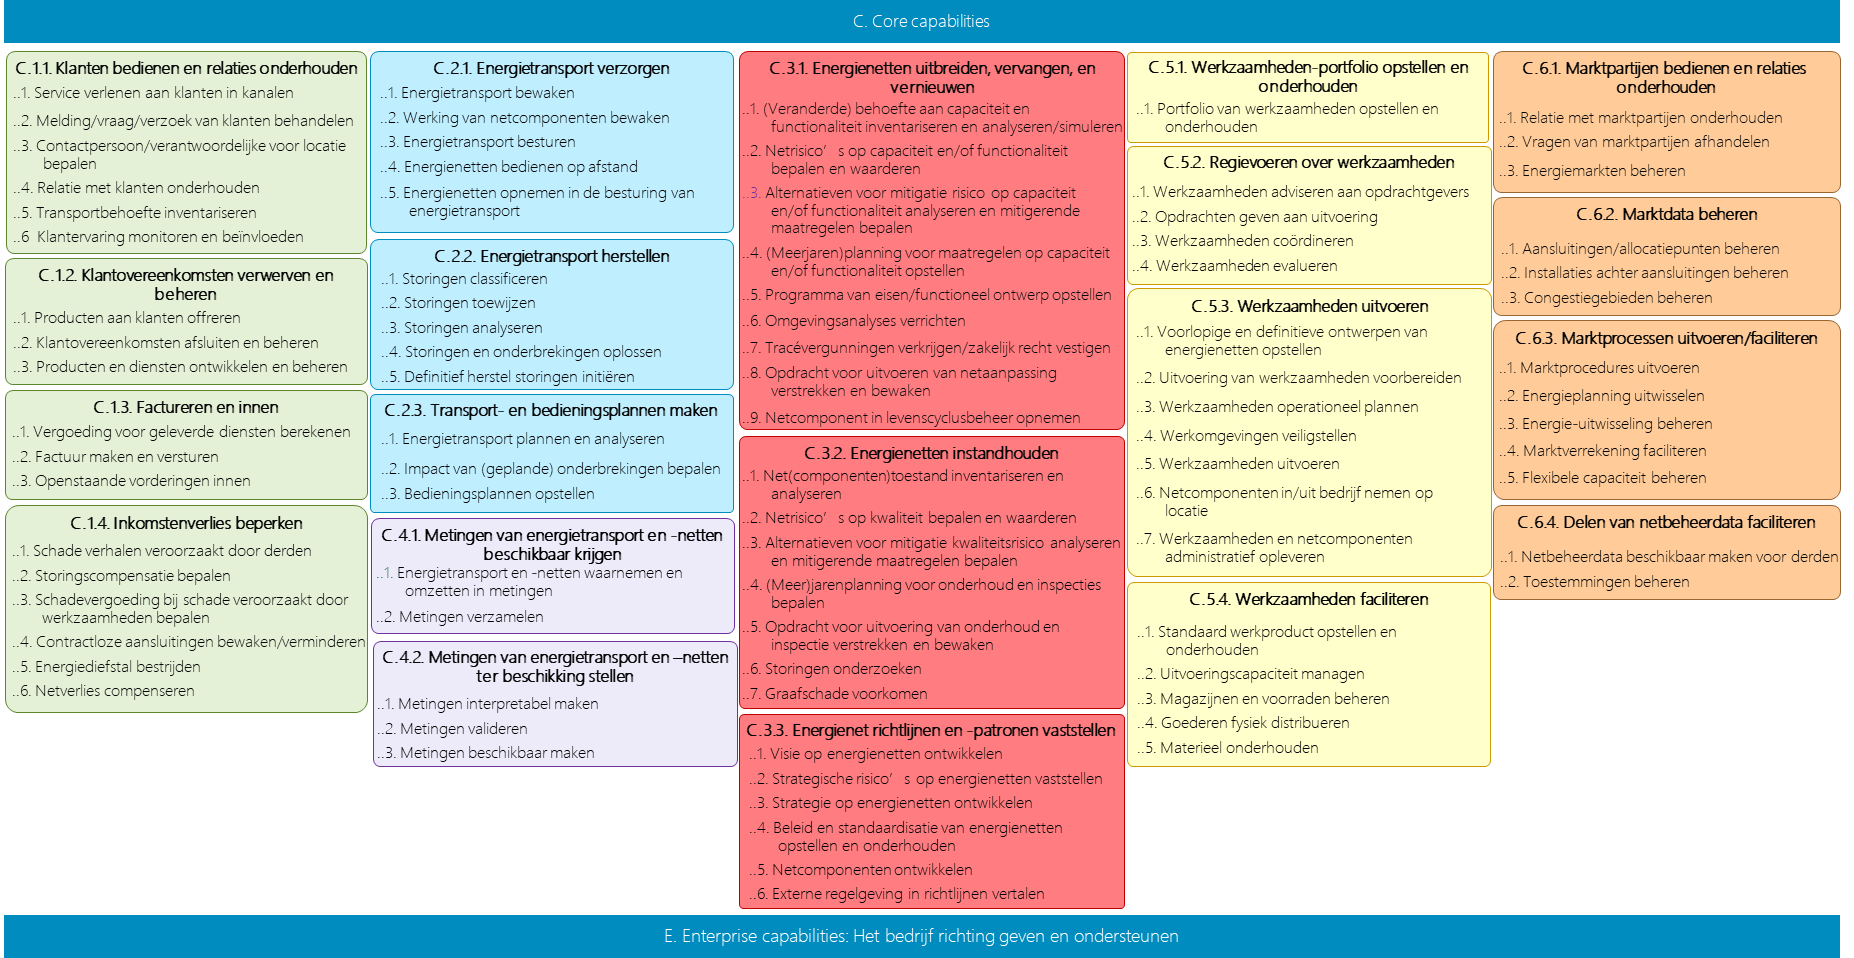 C. Core capabilities
C.1.1. Klanten bedienen en relaties onderhouden
..1. Service verlenen aan klanten in kanalen
..2. Melding/vraag/verzoek van klanten behandelen
..3. Contactpersoon/verantwoordelijke voor locatie
bepalen
..4. Relatie met klanten onderhouden
..5. Transportbehoefte inventariseren
..6 Klantervaring monitoren en beïnvloeden
C.1.2. Klantovereenkomsten verwerven en
beheren
..1. Producten aan klanten offreren
..2. Klantovereenkomsten afsluiten en beheren
..3. Producten en diensten ontwikkelen en beheren
C.1.3. Factureren en innen
..1. Vergoeding voor geleverde diensten berekenen
..2. Factuur maken en versturen
..3. Openstaande vorderingen innen
C.1.4. Inkomstenverlies beperken
..1. Schade verhalen veroorzaakt door derden
..2. Storingscompensatie bepalen
..3. Schadevergoeding bij schade veroorzaakt door
werkzaamheden bepalen
..4. Contractloze aansluitingen bewaken/verminderen
..5. Energiediefstal bestrijden
..6. Netverlies compenseren
C.2.1. Energietransport verzorgen
..1. Energietransport bewaken
..2. Werking van netcomponenten bewaken
..3. Energietransport besturen
..4. Energienetten bedienen op afstand
..5. Energienetten opnemen in de besturing van
energietransport
C.2.2. Energietransport herstellen
..1. Storingen classificeren
..2. Storingen toewijzen
..3. Storingen analyseren
..4. Storingen en onderbrekingen oplossen
..5. Definitief herstel storingen initiëren
C.2.3. Transport- en bedieningsplannen maken
..1. Energietransport plannen en analyseren
..2. Impact van (geplande) onderbrekingen bepalen
..3. Bedieningsplannen opstellen
C.4.1. Metingen van energietransport en -netten
beschikbaar krijgen
..1. Energietransport en -netten waarnemen en
omzetten in metingen
..2. Metingen verzamelen
C.4.2. Metingen van energietransport en –netten
ter beschikking stellen
..1. Metingen interpretabel maken
..2. Metingen valideren
..3. Metingen beschikbaar maken
C.3.1. Energienetten uitbreiden, vervangen, en
vernieuwen
..1. (Veranderde) behoefte aan capaciteit en
functionaliteit inventariseren en analyseren/simuleren
..2. Netrisico’s op capaciteit en/of functionaliteit
bepalen en waarderen
..3. Alternatieven voor mitigatie risico op capaciteit
en/of functionaliteit analyseren en mitigerende
maatregelen bepalen
..4. (Meerjaren)planning voor maatregelen op capaciteit
en/of functionaliteit opstellen
..5. Programma van eisen/functioneel ontwerp opstellen
..6. Omgevingsanalyses verrichten
..7. Tracévergunningen verkrijgen/zakelijk recht vestigen
..8. Opdracht voor uitvoeren van netaanpassing
verstrekken en bewaken
..9. Netcomponent in levenscyclusbeheer opnemen
C.3.2. Energienetten instandhouden
..1. Net(componenten)toestand inventariseren en
analyseren
..2. Netrisico’s op kwaliteit bepalen en waarderen
..3. Alternatieven voor mitigatie kwaliteitsrisico analyseren
en mitigerende maatregelen bepalen
..4. (Meer)jarenplanning voor onderhoud en inspecties
bepalen
..5. Opdracht voor uitvoering van onderhoud en
inspectie verstrekken en bewaken
..6. Storingen onderzoeken
..7. Graafschade voorkomen
C.3.3. Energienet richtlijnen en -patronen vaststellen
..1. Visie op energienetten ontwikkelen
..2. Strategische risico’s op energienetten vaststellen
..3. Strategie op energienetten ontwikkelen
..4. Beleid en standaardisatie van energienetten
opstellen en onderhouden
..5. Netcomponenten ontwikkelen
..6. Externe regelgeving in richtlijnen vertalen
C.5.1. Werkzaamheden-portfolio opstellen en
onderhouden
..1. Portfolio van werkzaamheden opstellen en
onderhouden
C.5.2. Regievoeren over werkzaamheden
..1. Werkzaamheden adviseren aan opdrachtgevers
..2. Opdrachten geven aan uitvoering
..3. Werkzaamheden coördineren
..4. Werkzaamheden evalueren
C.5.3. Werkzaamheden uitvoeren
..1. Voorlopige en definitieve ontwerpen van
energienetten opstellen
..2. Uitvoering van werkzaamheden voorbereiden
..3. Werkzaamheden operationeel plannen
..4. Werkomgevingen veiligstellen
..5. Werkzaamheden uitvoeren
..6. Netcomponenten in/uit bedrijf nemen op
locatie
..7. Werkzaamheden en netcomponenten
administratief opleveren
C.5.4. Werkzaamheden faciliteren
..1. Standaard werkproduct opstellen en
onderhouden
..2. Uitvoeringscapaciteit managen
..3. Magazijnen en voorraden beheren
..4. Goederen fysiek distribueren
..5. Materieel onderhouden
C.6.1. Marktpartijen bedienen en relaties
onderhouden
..1. Relatie met marktpartijen onderhouden
..2. Vragen van marktpartijen afhandelen
..3. Energiemarkten beheren
C.6.2. Marktdata beheren
..1. Aansluitingen/allocatiepunten beheren
..2. Installaties achter aansluitingen beheren
..3. Congestiegebieden beheren
C.6.3. Marktprocessen uitvoeren/faciliteren
..1. Marktprocedures uitvoeren
..2. Energieplanning uitwisselen
..3. Energie-uitwisseling beheren
..4. Marktverrekening faciliteren
..5. Flexibele capaciteit beheren
C.6.4. Delen van netbeheerdata faciliteren
..1. Netbeheerdata beschikbaar maken voor derden
..2. Toestemmingen beheren
E. Enterprise capabilities: Het bedrijf richting geven en ondersteunen